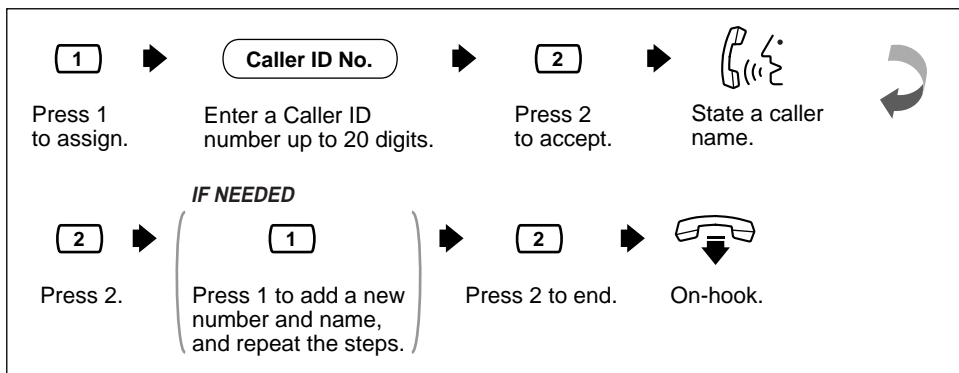 1
Caller ID No.
2
Press 1
to assign.
Enter a Caller ID
number up to 20 digits.
Press 2
to accept.
State a caller
name.
IF NEEDED
2
1
2
Press 2.
Press 1 to add a new
number and name,
and repeat the steps.
Press 2 to end.
On-hook.